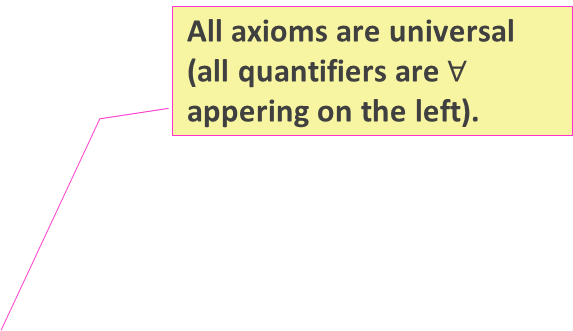 All axioms are universal
(all quantifiers are ∀
appering on the left).